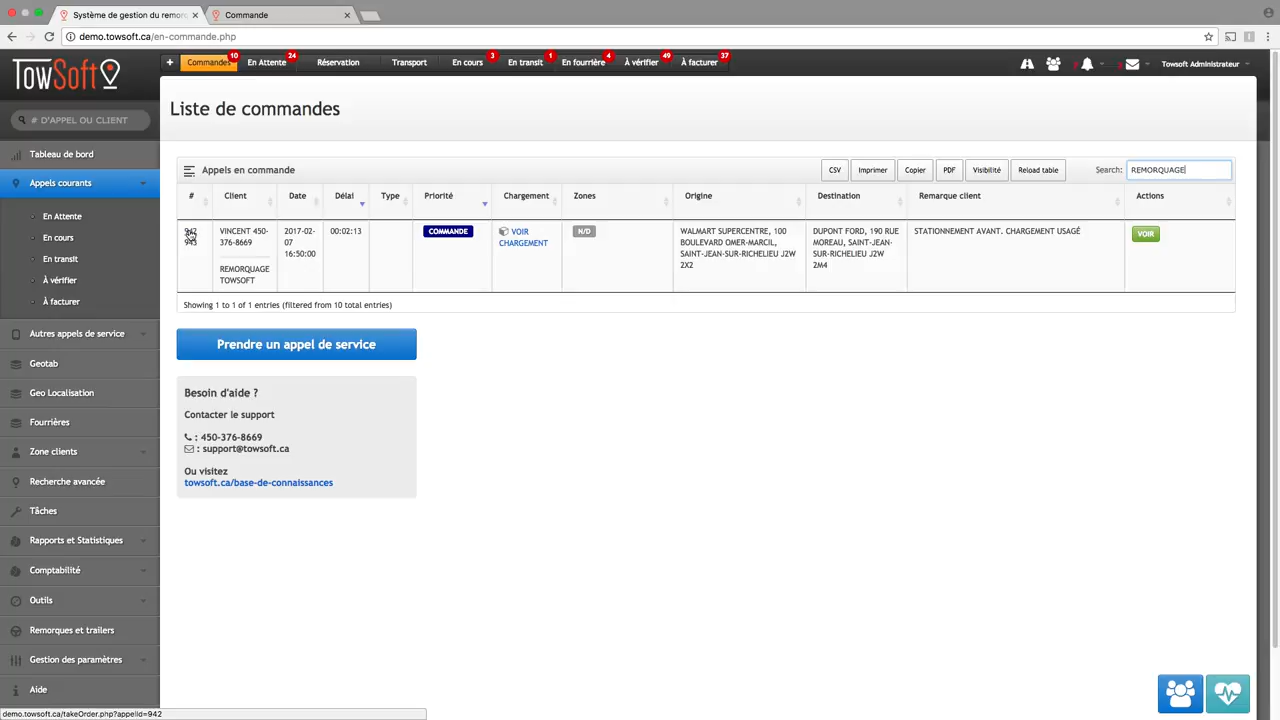 Système de gestion du remorq
Commande
demo.towsoft.ca/en-commande.php
TowSoft
Commandes 10
En Attente 24
Réservation
Transport
En cours 3
En transit 1
En fourrière 4
À vérifier 49
À facturer 37
Towsoft Administrateur
# D'APPEL OU CLIENT
Tableau de bord
Appels courants
En Attente
En cours
En transit
À vérifier
À facturer
Autres appels de service
Geotab
Geo Localisation
Fourrières
Zone clients
Recherche avancée
Tâches
Rapports et Statistiques
Comptabilité
Outils
Remorques et trailers
Gestion des paramètres
Aide
Liste de commandes
Appels en commande
CSV Imprimer Copier PDF Visibilité Reload table Search: REMORQUAGE
# Client Date Délai Type Priorité Chargement Zones Origine Destination Remarque client Actions
942
943
VINCENT 450-
376-8669
REMORQUAGE
TOWSOFT
2017-02-
07
16:50:00
00:02:13
COMMANDE
VOIR
CHARGEMENT
N/D
WALMART SUPERCENTRE, 100
BOULEVARD OMER-MARCIL,
SAINT-JEAN-SUR-RICHELIEU J2W
2X2
DUPONT FORD, 190 RUE
MOREAU, SAINT-JEAN-
SUR-RICHELIEU J2W
2M4
STATIONNEMENT AVANT. CHARGEMENT USAGÉ
VOIR
Showing 1 to 1 of 1 entries (filtered from 10 total entries)
Prendre un appel de service
Besoin d'aide ?
Contacter le support
: 450-376-8669
: support@towsoft.ca
Ou visitez
towsoft.ca/base-de-connaissances
demo.towsoft.ca/takeOrder.php?appelId=942